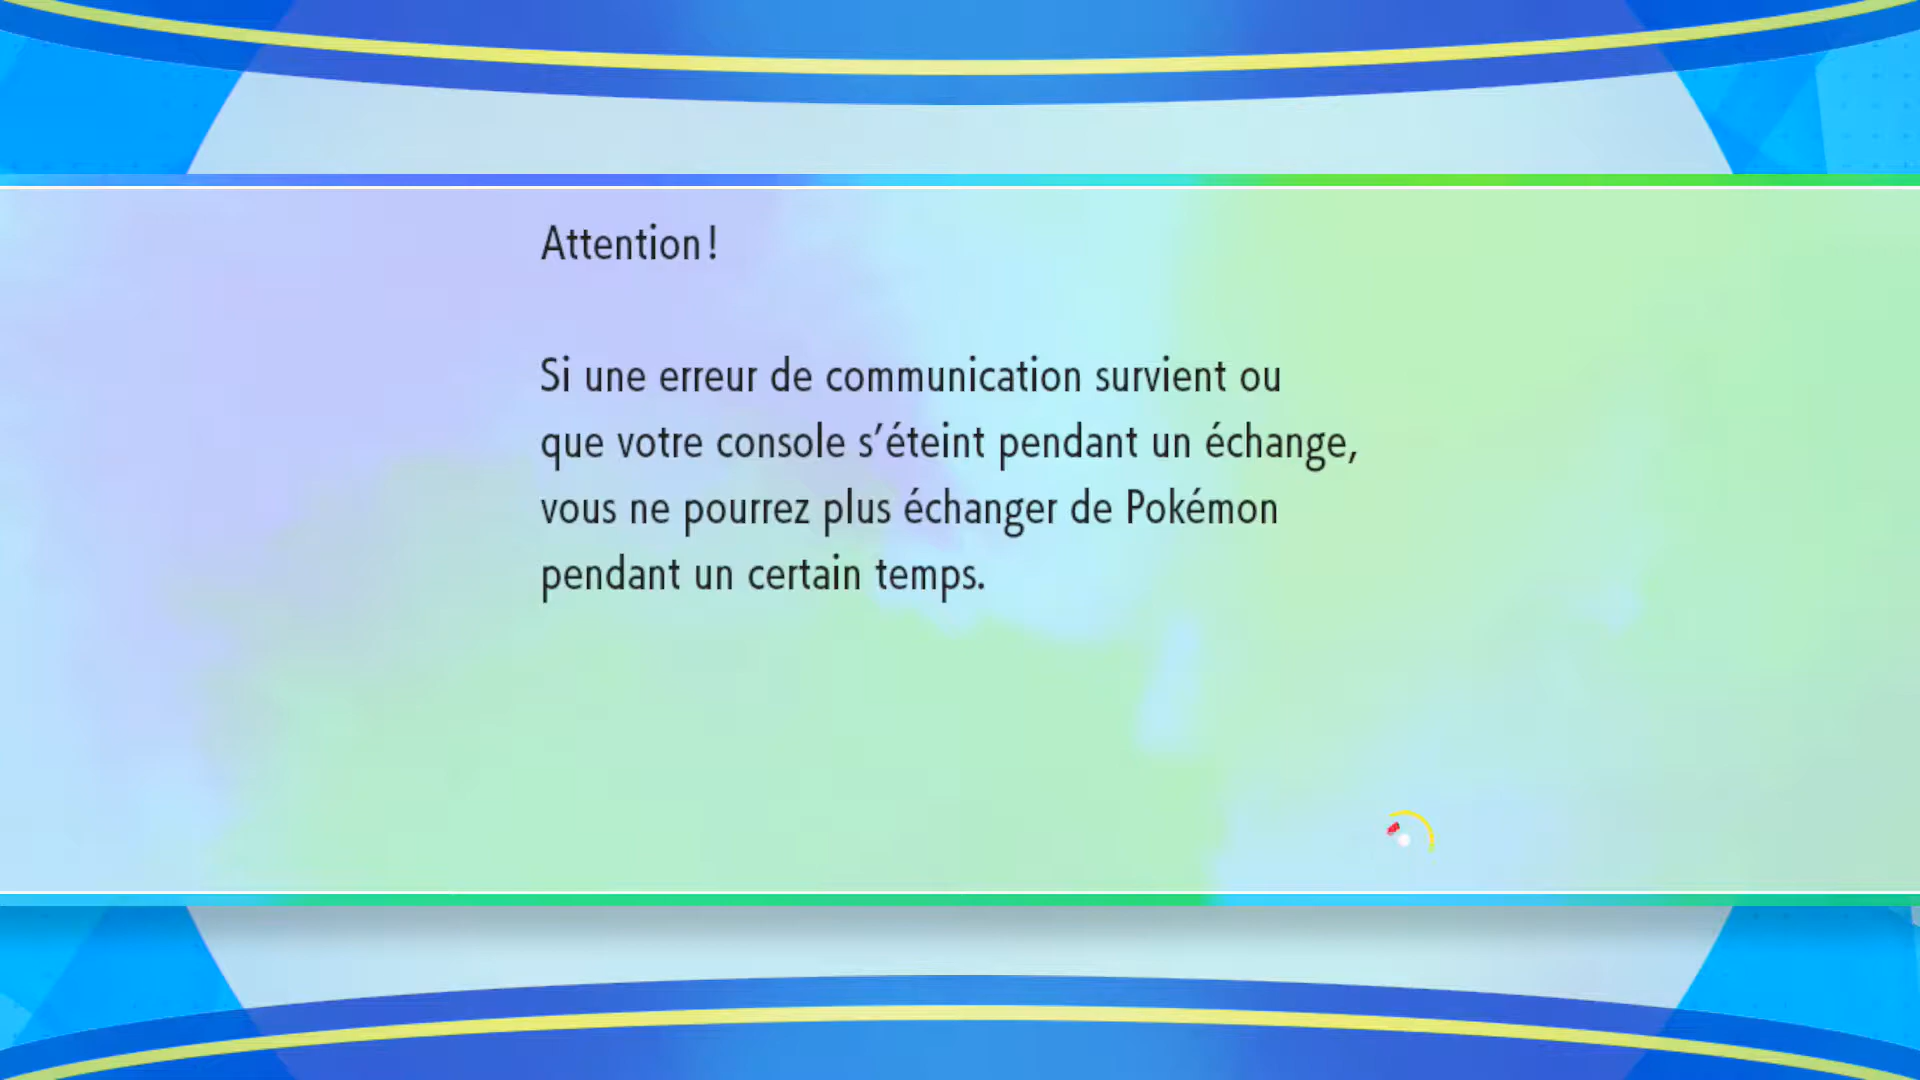 Attention !
Si une erreur de communication survient ou
que votre console s’éteint pendant un échange,
vous ne pourrez plus échanger de Pokémon
pendant un certain temps.